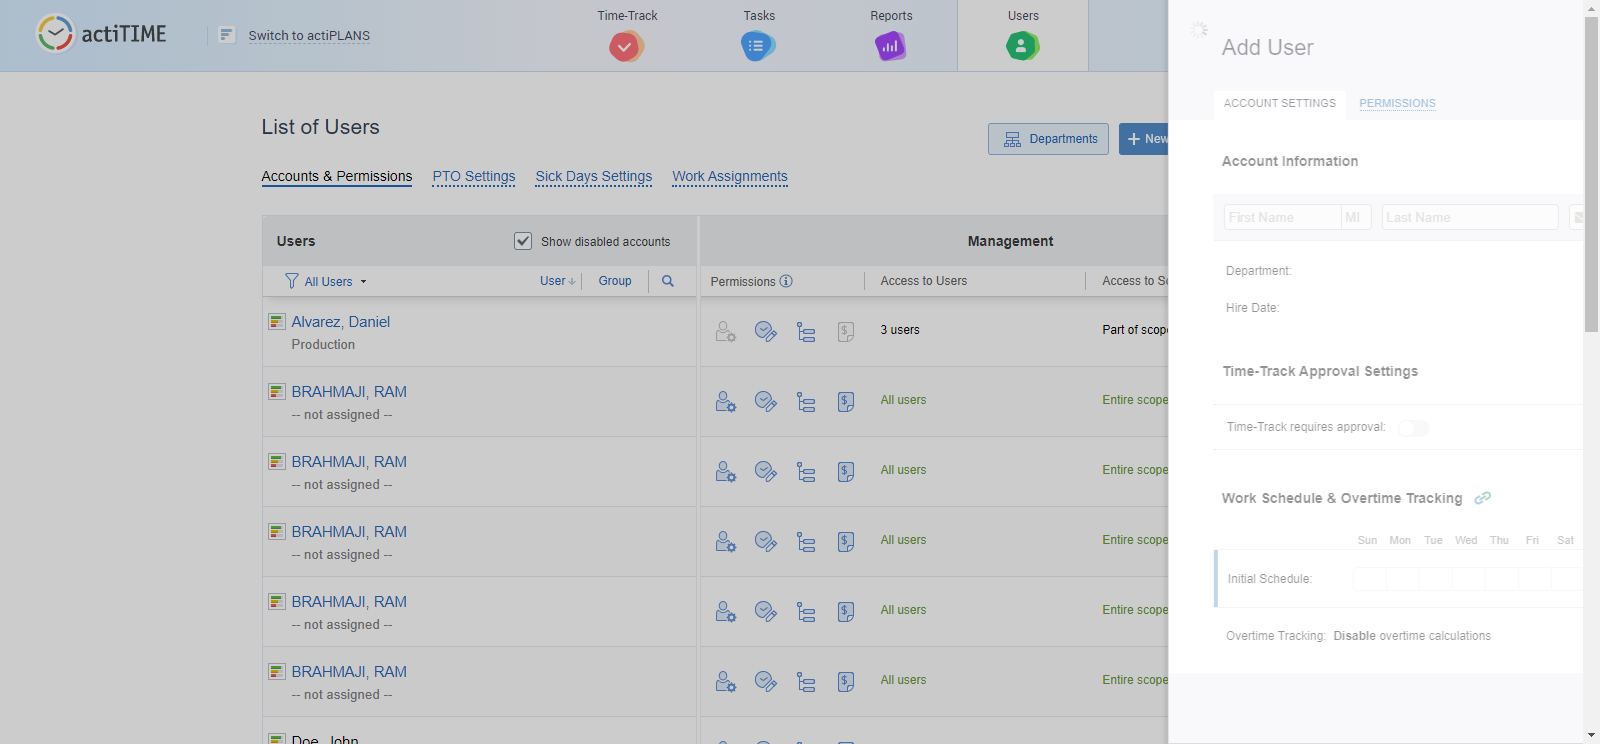 actiTIME
Switch to actiPLANS
Time-Track
Tasks
Reports
Users
List of Users
Departments
+ New
Accounts & Permissions
PTO Settings
Sick Days Settings
Work Assignments
Users
Show disabled accounts
Management
All Users
User
Group
Permissions
Access to Users
Access to Sc
Alvarez, Daniel
Production
3 users
Part of scop
BRAHMAJI, RAM
-- not assigned --
All users
Entire scope
BRAHMAJI, RAM
-- not assigned --
All users
Entire scope
BRAHMAJI, RAM
-- not assigned --
All users
Entire scope
BRAHMAJI, RAM
-- not assigned --
All users
Entire scope
BRAHMAJI, RAM
-- not assigned --
All users
Entire scope
Doe, John
Add User
ACCOUNT SETTINGS
PERMISSIONS
Account Information
First Name
MI
Last Name
Department:
Hire Date:
Time-Track Approval Settings
Time-Track requires approval:
Work Schedule & Overtime Tracking
Sun Mon Tue Wed Thu Fri Sat
Initial Schedule:
Overtime Tracking: Disable overtime calculations